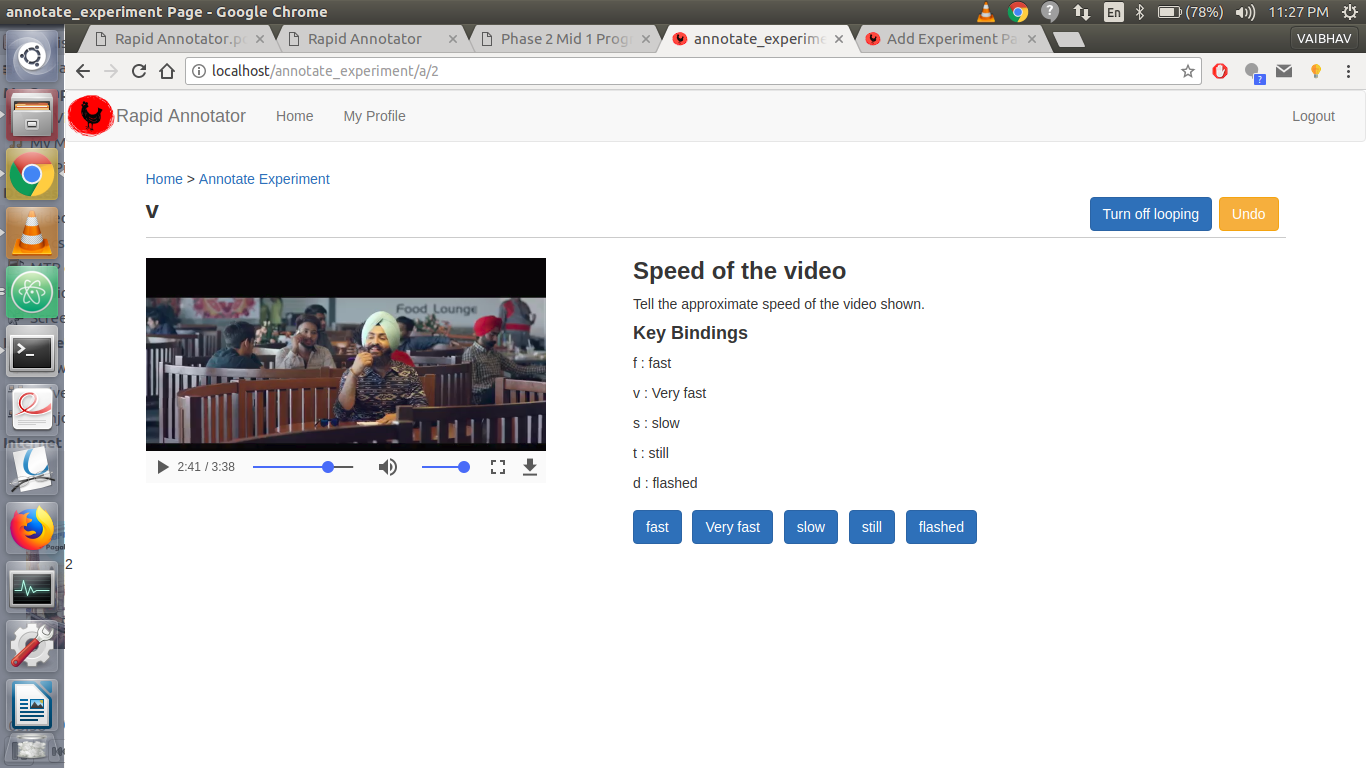 annotate_experiment Page - Google Chrome
En
(78%)
11:27 PM
Rapid Annotator.p
Rapid Annotator
Phase 2 Mid 1 Prog
annotate_experime
Add Experiment Pa
VAIBHAV
localhost/annotate_experiment/a/2
?
Rapid Annotator
Home
My Profile
Logout
Home > Annotate Experiment
v
Turn off looping
Undo
Food Lounge
2:41 / 3:38
Speed of the video
Tell the approximate speed of the video shown.
Key Bindings
f : fast
v : Very fast
s : slow
t : still
d : flashed
fast
Very fast
slow
still
flashed
2